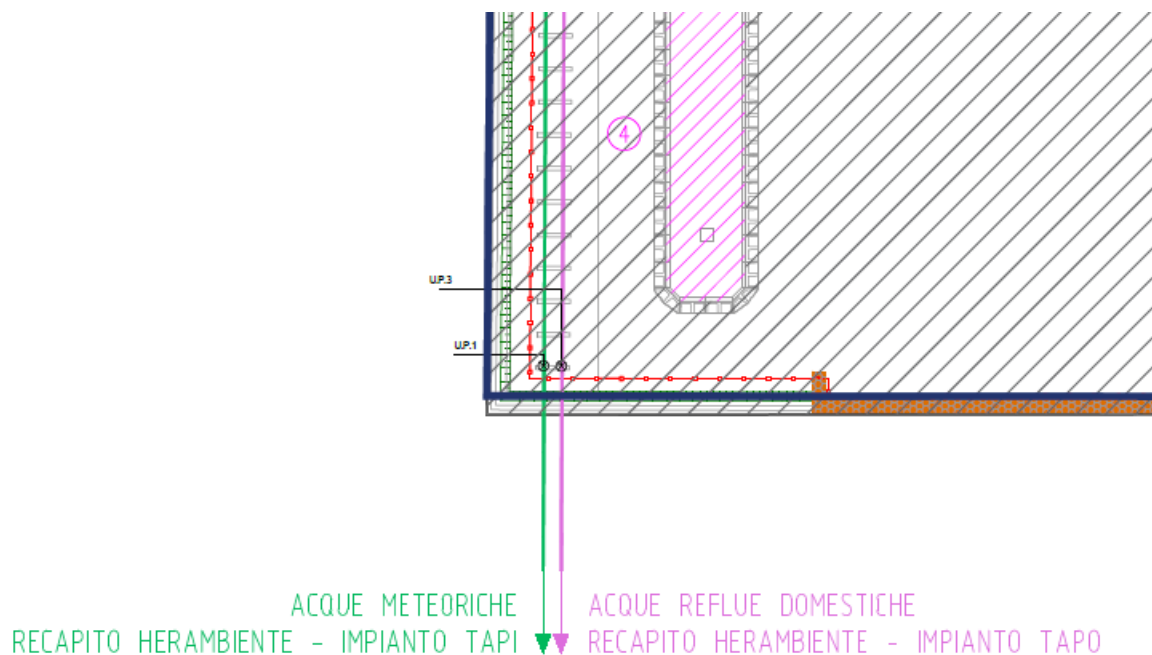 4
U.P.3
U.P.1
ACQUE METEORICHE
RECAPITO HERAMBIENTE - IMPIANTO TAPI
ACQUE REFLUE DOMESTICHE
RECAPITO HERAMBIENTE - IMPIANTO TAPO